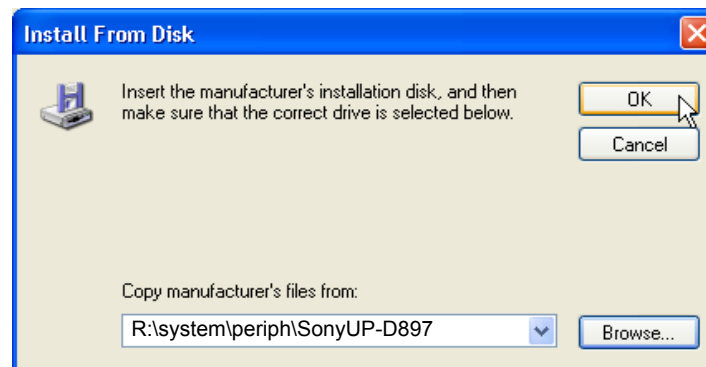 Install From Disk
Insert the manufacturer's installation disk, and then
make sure that the correct drive is selected below.
OK
Cancel
Copy manufacturer's files from:
R:\system\periph\SonyUP-D897
Browse...